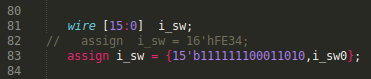 80
81 wire [15:0] i_sw;
82 // assign i_sw = 16'hFE34;
83 assign i_sw = {15'b111111100011010,i_sw0};
84